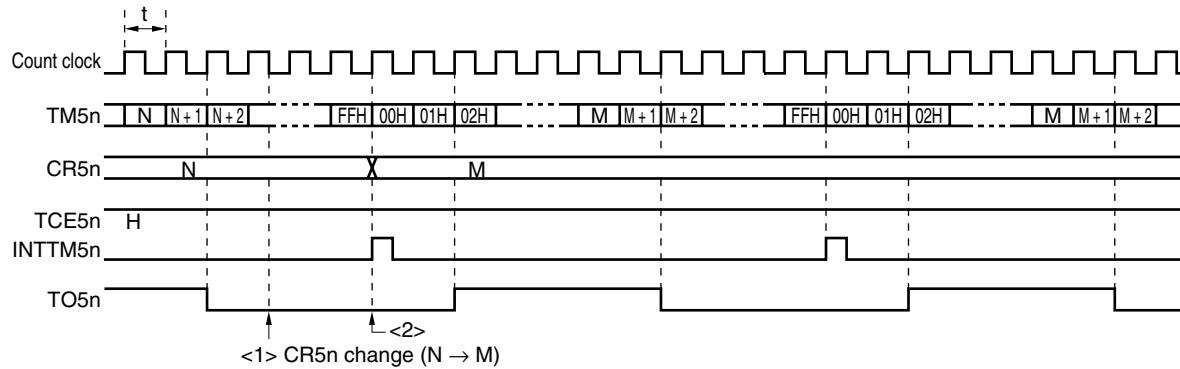 t
Count clock
TM5n N N + 1 N + 2 FFH 00H 01H 02H M M + 1 M + 2 FFH 00H 01H 02H M M + 1 M + 2
CR5n N M
TCE5n H
INTTM5n
TO5n
<2>
<1> CR5n change (N → M)